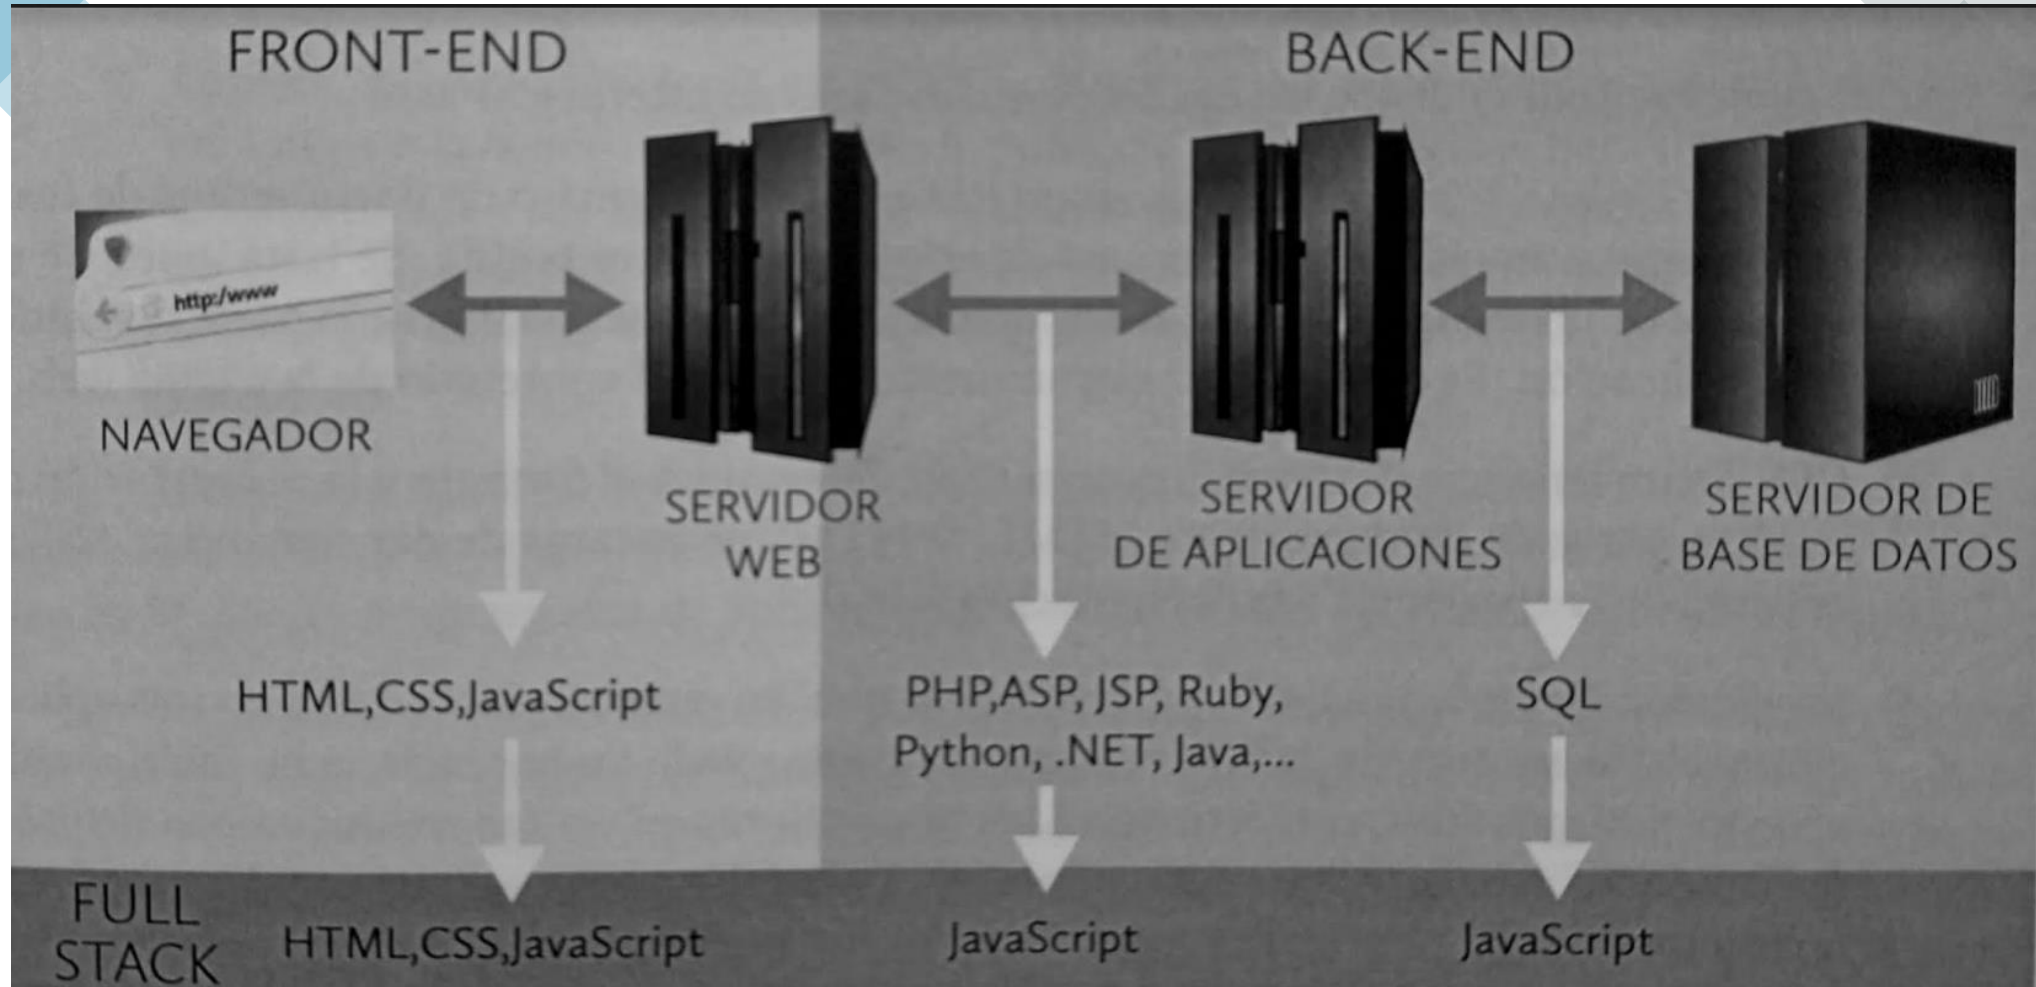 FRONT-END
BACK-END
http:/www
NAVEGADOR
SERVIDOR
WEB
SERVIDOR
DE APLICACIONES
SERVIDOR DE
BASE DE DATOS
HTML,CSS,JavaScript
PHP,ASP, JSP, Ruby,
Python, .NET, Java,...
SQL
FULL
STACK
HTML,CSS,JavaScript
JavaScript
JavaScript